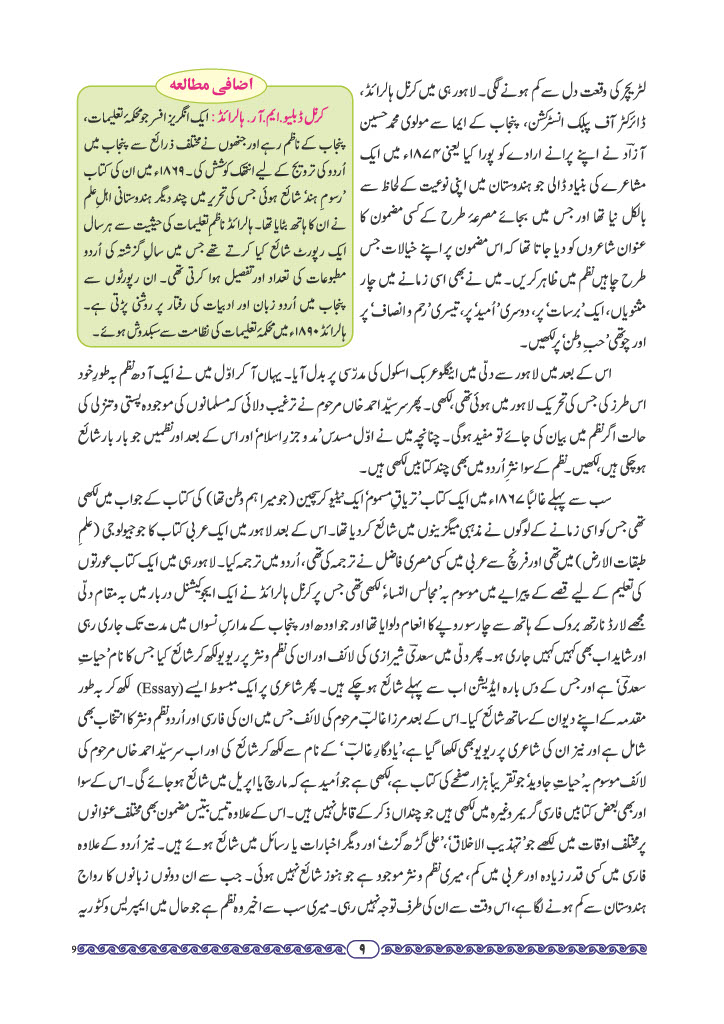 لٹریچر کی وقعت دل سے کم ہونے لگی۔ لاہور ہی میں کرنل ہالرائڈ،
ڈائرکٹر آف پبلک انسٹرکشن، پنجاب کے ایما سے مولوی محمد حسین
آزادؔ نے اپنے پرانے ارادے کو پورا کیا یعنی ۱۸۷۴ء میں ایک
مشاعرے کی بنیاد ڈالی جو ہندوستان میں اپنی نوعیت کے لحاظ سے
بالکل نیا تھا اور جس میں بجائے مصرعۂ طرح کے کسی مضمون کا
عنوان شاعروں کو دیا جاتا تھا کہ اس مضمون پر اپنے خیالات جس
طرح چاہیں نظم میں ظاہر کریں۔ میں نے بھی اسی زمانے میں چار
مثنویاں، ایک ’برسات‘ پر، دوسری ’اُمید‘ پر، تیسری ’رحم و انصاف‘ پر
اور چوتھی ’حبِ وطن‘ پر لکھیں۔
اضافی مطالعہ
کرنل ڈبلیو۔ایم۔آر۔ ہالرائڈ : ایک انگریز افسر جو محکمۂ تعلیمات،
پنجاب کے ناظم رہے اور جنھوں نے مختلف ذرائع سے پنجاب میں
اُردو کی ترویج کے لیے انتھک کوشش کی۔ ۱۸۶۹ء میں ان کی کتاب
’رسومِ ہند‘ شائع ہوئی جس کی تحریر میں چند دیگر ہندوستانی اہلِ علم
نے ان کا ہاتھ بٹایا تھا۔ ہالرائڈ ناظم تعلیمات کی حیثیت سے ہر سال
ایک رپورٹ شائع کیا کرتے تھے جس میں سالِ گزشتہ کی اُردو
مطبوعات کی تعداد اور تفصیل ہوا کرتی تھی۔ ان رپورٹوں سے
پنجاب میں اُردو زبان اور ادبیات کی رفتار پر روشنی پڑتی ہے۔
ہالرائڈ ۱۸۹۰ء میں محکمۂ تعلیمات کی نظامت سے سبکدوش ہوئے۔
اس کے بعد میں لاہور سے دلّی میں اینگلو عربک اسکول کی مدرّسی پر بدل آیا۔ یہاں آ کر اوّل میں نے ایک آدھ نظم بہ طورِ خود
اس طرز کی جس کی تحریک لاہور میں ہوئی تھی، لکھی۔ پھر سر سیّد احمد خاں مرحوم نے ترغیب دلائی کہ مسلمانوں کی موجودہ پستی و تنزلی کی
حالت اگر نظم میں بیان کی جائے تو مفید ہوگی۔ چنانچہ میں نے اوّل مسدس ’مد و جزرِ اسلام‘ اور اس کے بعد اور نظمیں جو بار بار شائع
ہو چکی ہیں، لکھیں۔ نظم کے سوا نثرِ اُردو میں بھی چند کتابیں لکھی ہیں۔
سب سے پہلے غالباً ۱۸۶۷ء میں ایک کتاب ’تریاقِ مسموم‘ ایک نیٹیو کرسچین (جو میرا ہم وطن تھا) کی کتاب کے جواب میں لکھی
تھی جس کو اسی زمانے کے لوگوں نے مذہبی میگزینوں میں شائع کر دیا تھا۔ اس کے بعد لاہور میں ایک عربی کتاب کا جو جیولوجی (علمِ
طبقات الارض) میں تھی اور فرنچ سے عربی میں کسی مصری فاضل نے ترجمہ کی تھی، اُردو میں ترجمہ کیا۔ لاہور ہی میں ایک کتاب عورتوں
کی تعلیم کے لیے قصے کے پیرایے میں موسوم بہ ’مجالس النساء‘ لکھی تھی جس پر کرنل ہالرائڈ نے ایک ایجوکیشنل دربار میں بہ مقام دلّی
مجھے لارڈ نارتھ بروک کے ہاتھ سے چار سو روپے کا انعام دلوایا تھا اور جو اودھ اور پنجاب کے مدارسِ نسواں میں مدت تک جاری رہی
اور شاید اب بھی کہیں کہیں جاری ہو۔ پھر دلّی میں سعدیؔ شیرازی کی لائف اور ان کی نظم و نثر پر ریویو لکھ کر شائع کیا جس کا نام ’حیاتِ
سعدی‘ ہے اور جس کے دس بارہ ایڈیشن اب سے پہلے شائع ہو چکے ہیں۔ پھر شاعری پر ایک مبسوط ایسے (Essay) لکھ کر بہ طور
مقدمہ کے اپنے دیوان کے ساتھ شائع کیا۔ اس کے بعد مرزا غالبؔ مرحوم کی لائف جس میں ان کی فارسی اور اُردو نظم و نثر کا انتخاب بھی
شامل ہے اور نیز ان کی شاعری پر ریویو بھی لکھا گیا ہے، ’یادگارِ غالبؔ‘ کے نام سے لکھ کر شائع کی اور اب سر سیّد احمد خاں مرحوم کی
لائف موسوم بہ ’حیاتِ جاوید‘ جو تقریباً ہزار صفحے کی کتاب ہے، لکھی ہے جو اُمید ہے کہ مارچ یا اپریل میں شائع ہو جائے گی۔ اس کے سوا
اور بھی بعض کتابیں فارسی گریمر وغیرہ میں لکھی ہیں جو چنداں ذکر کے قابل نہیں ہیں۔ اس کے علاوہ تیس بتیس مضمون بھی مختلف عنوانوں
پر مختلف اوقات میں لکھے جو ’تہذیب الاخلاق‘، ’علی گڑھ گزٹ‘ اور دیگر اخبارات یا رسائل میں شائع ہوئے ہیں۔ نیز اُردو کے علاوہ
فارسی میں کسی قدر زیادہ اور عربی میں کم، میری نظم و نثر موجود ہے جو ہنوز شائع نہیں ہوئی۔ جب سے ان دونوں زبانوں کا رواج
ہندوستان سے کم ہونے لگا ہے، اس وقت سے ان کی طرف توجہ نہیں رہی۔ میری سب سے اخیر وہ نظم ہے جو حال میں ایمپریس وکٹوریہ
۹
9